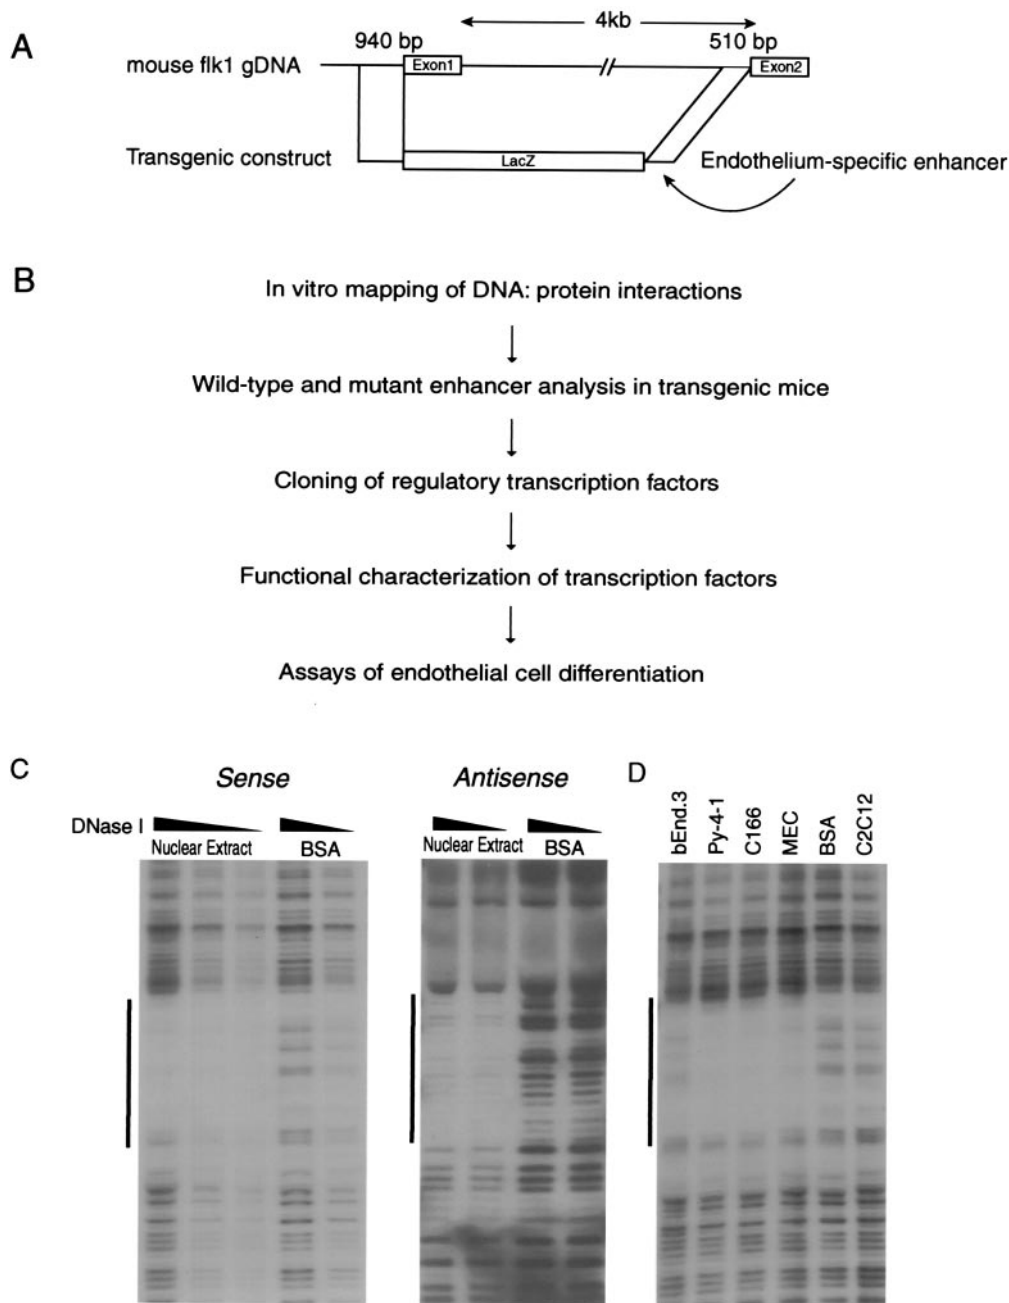 A
4kb
940 bp
510 bp
mouse flk1 gDNA
Exon1
Exon2
Transgenic construct
LacZ
Endothelium-specific enhancer
B
In vitro mapping of DNA: protein interactions
Wild-type and mutant enhancer analysis in transgenic mice
Cloning of regulatory transcription factors
Functional characterization of transcription factors
Assays of endothelial cell differentiation
C
Sense
Antisense
DNase I
Nuclear Extract
BSA
Nuclear Extract
BSA
D
bEnd.3
Py-4-1
C166
MEC
BSA
C2C12